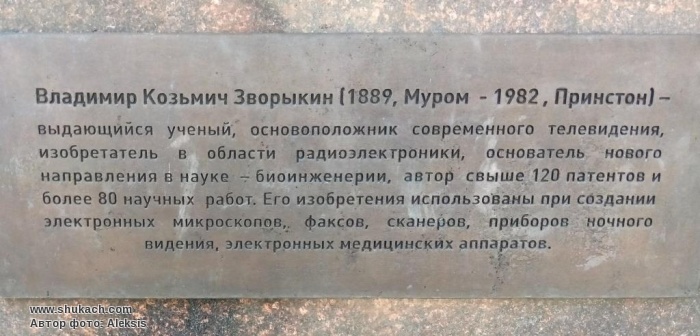 Владимир Козьмич Зворыкин (1889, Муром - 1982, Принстон) –
выдающийся ученый, основоположник современного телевидения,
изобретатель в области радиоэлектроники, основатель нового
направления в науке – биоинженерии, автор свыше 120 патентов и
более 80 научных работ. Его изобретения использованы при создании
электронных микроскопов, факсов, сканеров, приборов ночного
видения, электронных медицинских аппаратов.
www.shukach.com
Автор фото: Aleksis